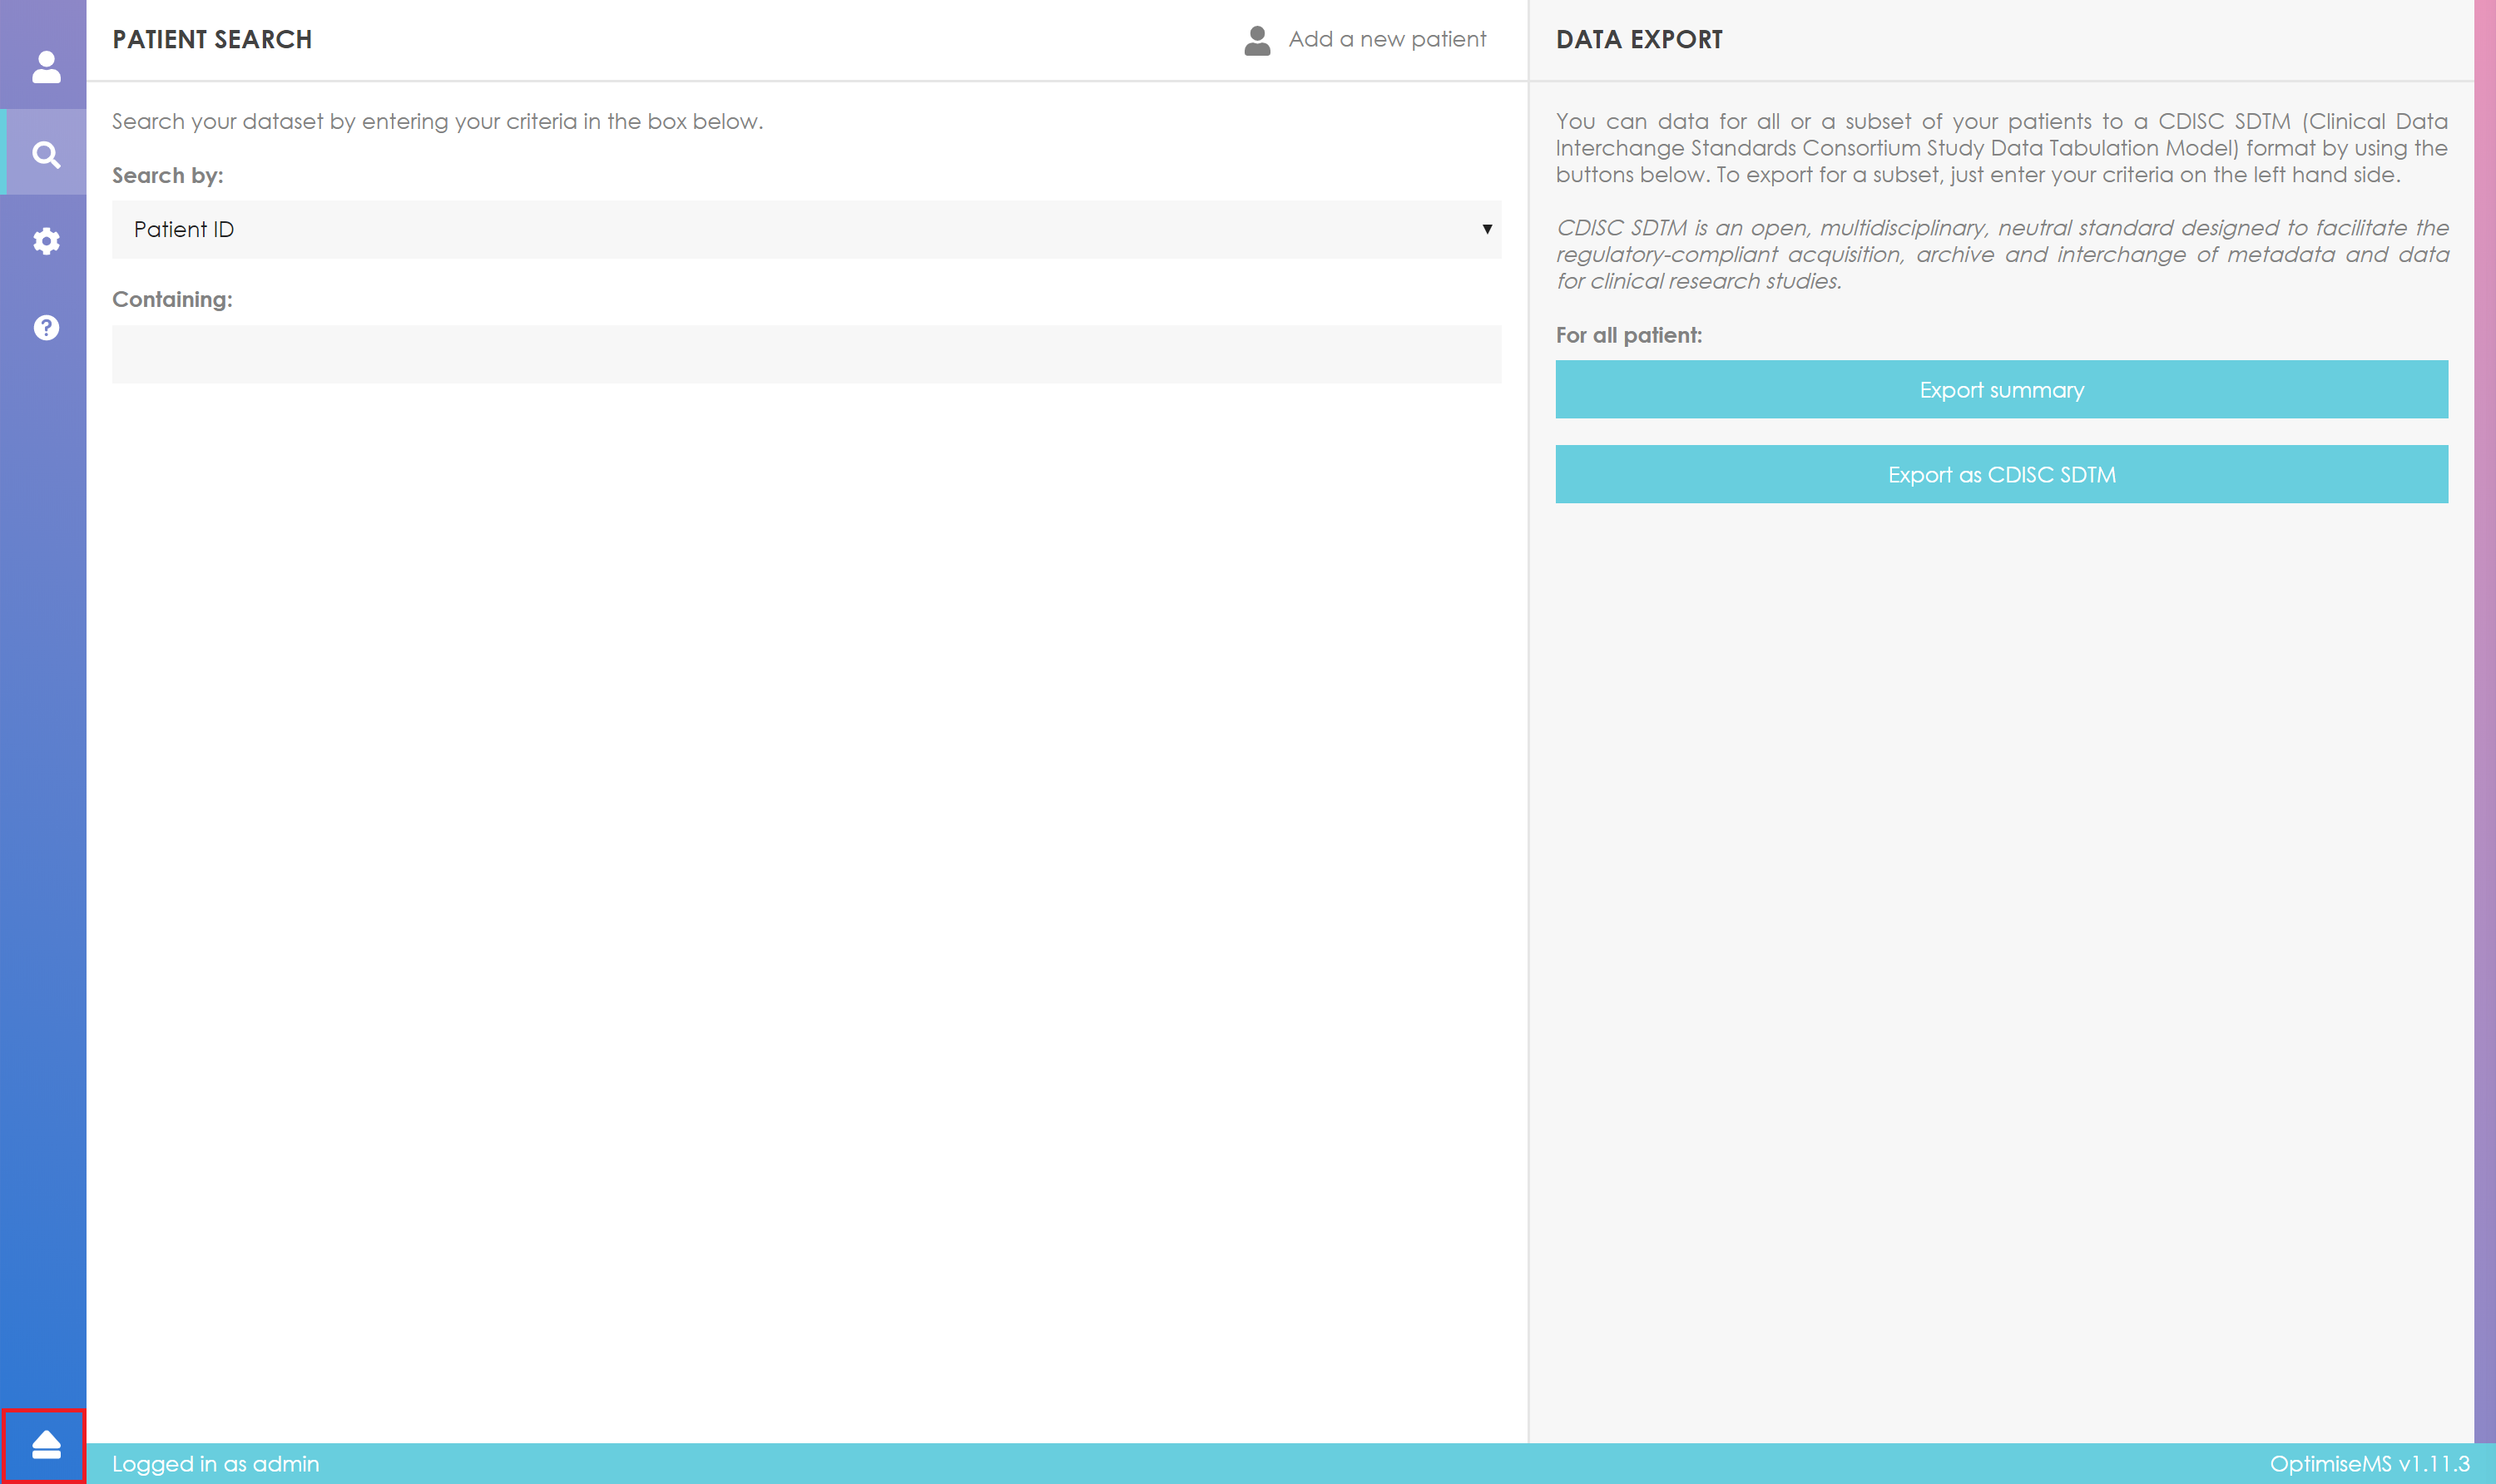 PATIENT SEARCH
Add a new patient
Search your dataset by entering your criteria in the box below.
Search by:
Patient ID
Containing:
DATA EXPORT
You can data for all or a subset of your patients to a CDISC SDTM (Clinical Data
Interchange Standards Consortium Study Data Tabulation Model) format by using the
buttons below. To export for a subset, just enter your criteria on the left hand side.
CDISC SDTM is an open, multidisciplinary, neutral standard designed to facilitate the
regulatory-compliant acquisition, archive and interchange of metadata and data
for clinical research studies.
For all patient:
Export summary
Export as CDISC SDTM
Logged in as admin
OptimiseMS v1.11.3